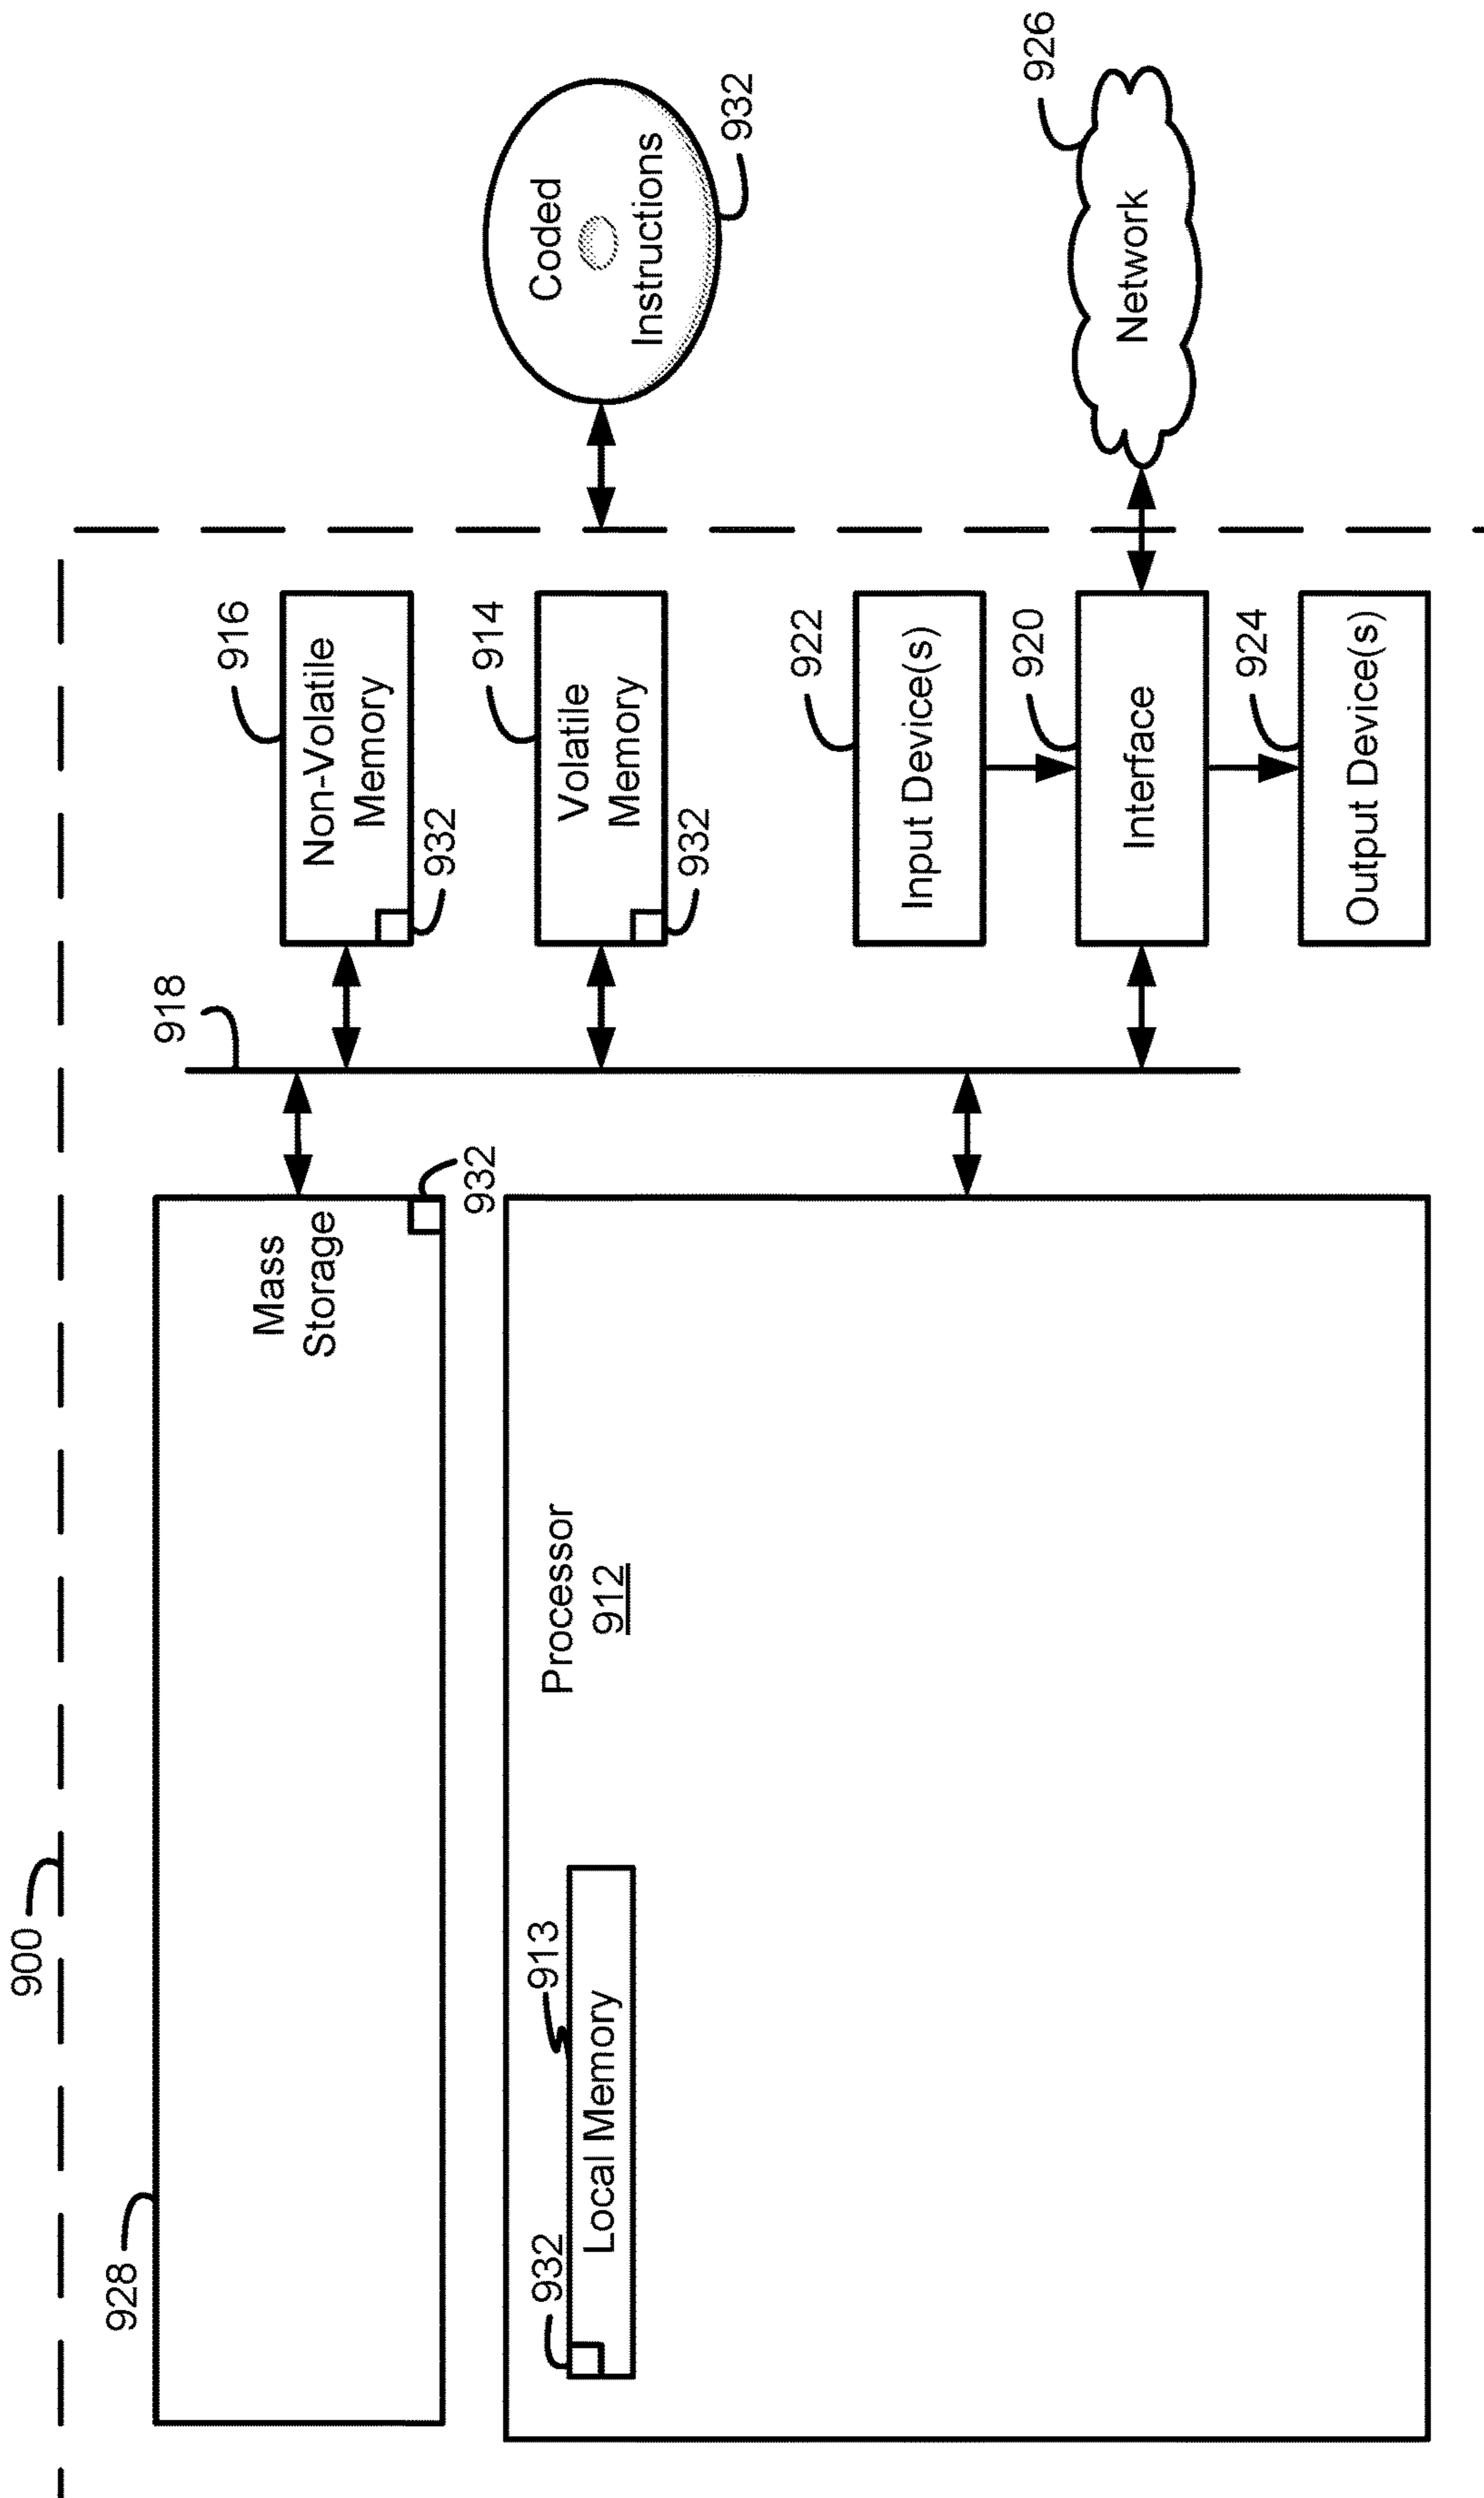 900
928
Mass
Storage
932
918
916
Non-Volatile
Memory
932
914
Volatile
Memory
932
Coded
Instructions
932
932
913
Local Memory
Processor
912
922
Input Device(s)
920
Interface
924
Output Device(s)
926
Network